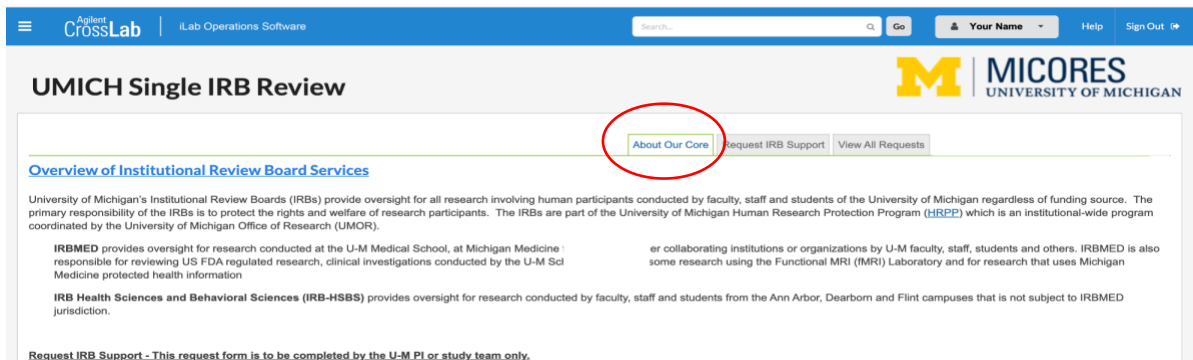 Agilent
CrossLab
iLab Operations Software
Search...
Go
Your Name
Help
Sign Out
UMICH Single IRB Review
M
MICORES
UNIVERSITY OF MICHIGAN
About Our Core
Request IRB Support
View All Requests
Overview of Institutional Review Board Services
University of Michigan's Institutional Review Boards (IRBs) provide oversight for all research involving human participants conducted by faculty, staff and students of the University of Michigan regardless of funding source. The
primary responsibility of the IRBs is to protect the rights and welfare of research participants. The IRBs are part of the University of Michigan Human Research Protection Program (HRPP) which is an institutional-wide program
coordinated by the University of Michigan Office of Research (UMOR).
IRBMED provides oversight for research conducted at the U-M Medical School, at Michigan Medicine er collaborating institutions or organizations by U-M faculty, staff, students and others. IRBMED is also
responsible for reviewing US FDA regulated research, clinical investigations conducted by the U-M some research using the Functional MRI (fMRI) Laboratory and for research that uses Michigan
Medicine protected health information
IRB Health Sciences and Behavioral Sciences (IRB-HSBS) provides oversight for research conducted by faculty, staff and students from the Ann Arbor, Dearborn and Flint campuses that is not subject to IRBMED
jurisdiction.
Request IRB Support - This request form is to be completed by the U-M PI or study team only.